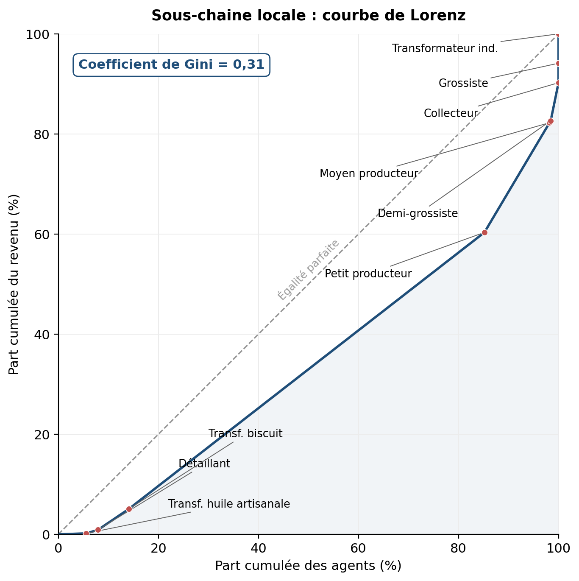 Sous-chaine locale : courbe de Lorenz
100
Transformateur ind.
Coefficient de Gini = 0,31
Grossiste
Collecteur
80
Moyen producteur
Demi-grossiste
60
Égalité parfaite
Petit producteur
Part cumulée du revenu (%)
40
Transf. biscuit
20
Détaillant
Transf. huile artisanale
0
0 20 40 60 80 100
Part cumulée des agents (%)